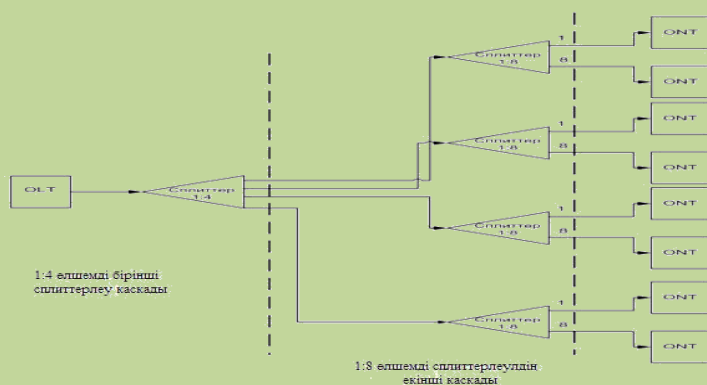 1
ONT
Сплиттер
1:8
8
ONT
1
ONT
Сплиттер
1:8
8
ONT
OLT
Сплиттер
1:4
1
ONT
Сплиттер
1:8
8
ONT
1:4 өлшемді бірінші
сплиттерлеу каскады
1
ONT
Сплиттер
1:8
8
ONT
1:8 өлшемді сплиттерлеулдін
екінші каскады